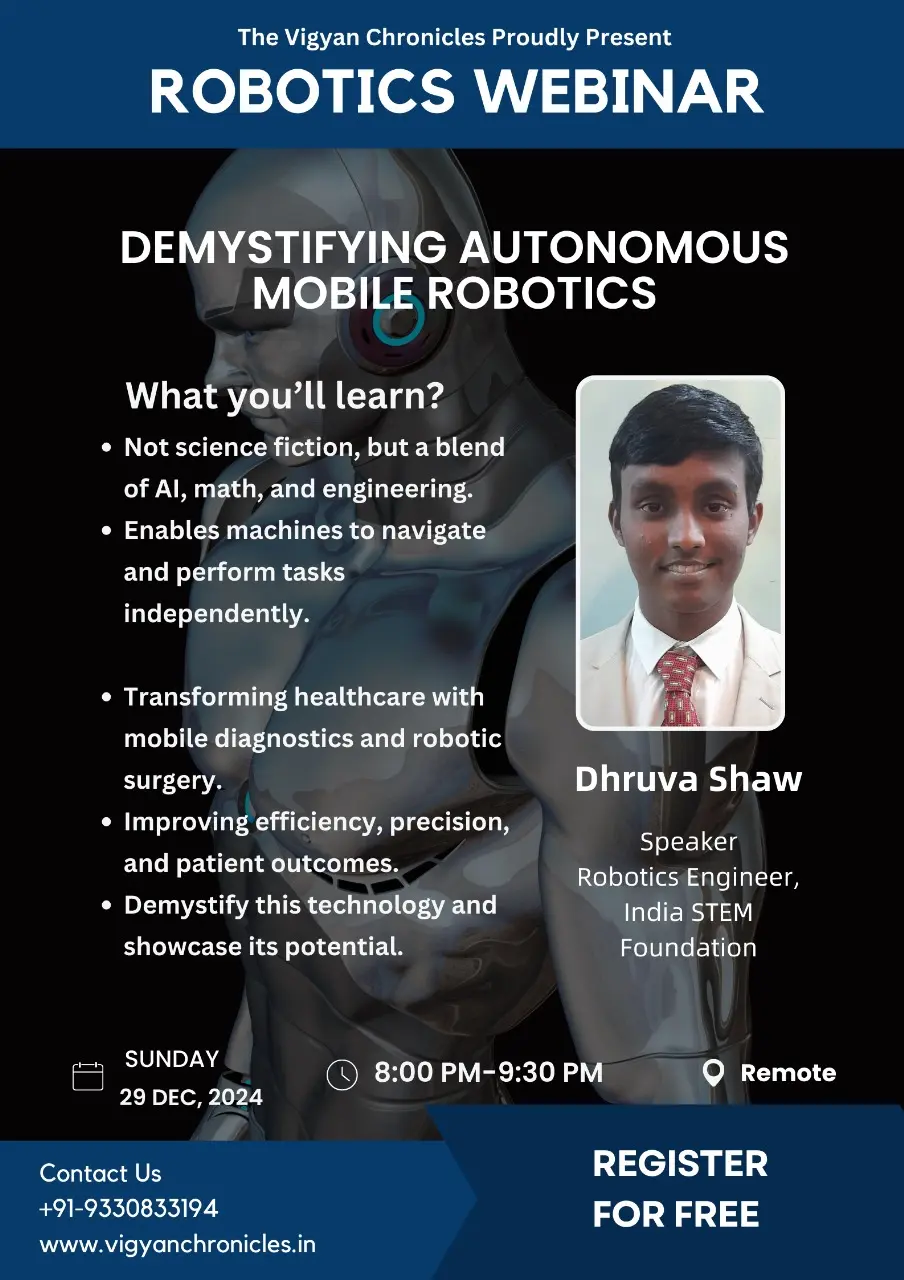 The Vigyan Chronicles Proudly Present
ROBOTICS WEBINAR
DEMYSTIFYING AUTONOMOUS
MOBILE ROBOTICS
What you’ll learn?
• Not science fiction, but a blend
of AI, math, and engineering.
• Enables machines to navigate
and perform tasks
independently.
• Transforming healthcare with
mobile diagnostics and robotic
surgery.
• Improving efficiency, precision,
and patient outcomes.
• Demystify this technology and
showcase its potential.
Dhruva Shaw
Speaker
Robotics Engineer,
India STEM
Foundation
SUNDAY
29 DEC, 2024
8:00 PM-9:30 PM
Remote
Contact Us
+91-9330833194
www.vigyanchronicles.in
REGISTER
FOR FREE